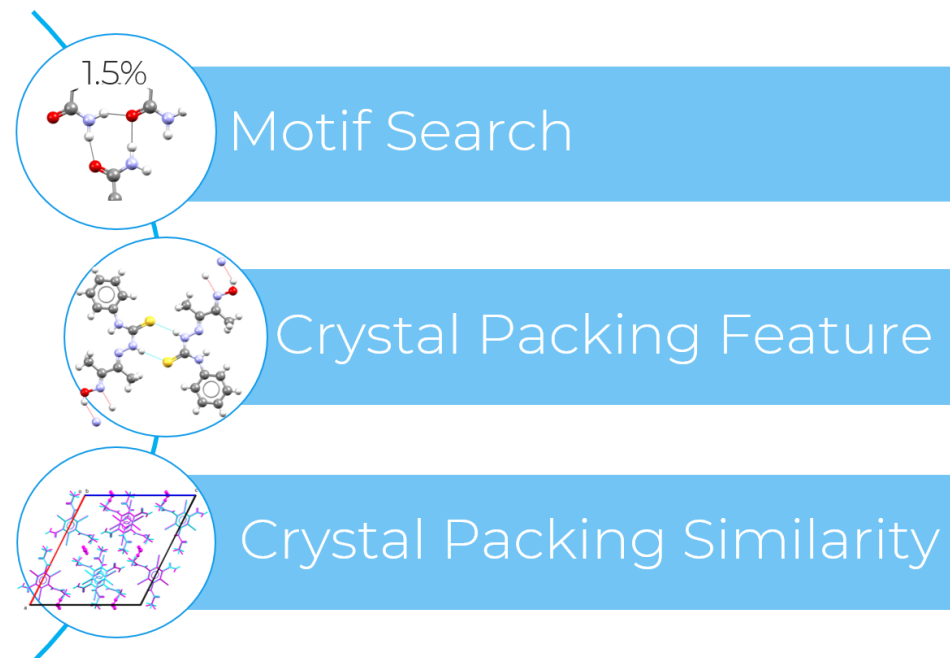 1.5%
Motif Search
Crystal Packing Feature
Crystal Packing Similarity
a